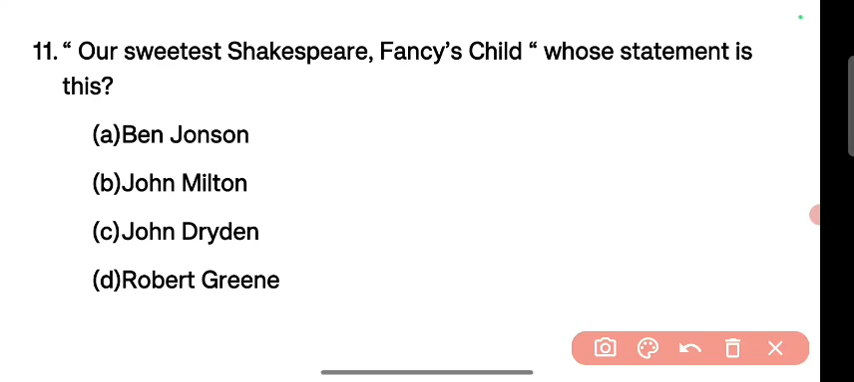 11. “ Our sweetest Shakespeare, Fancy’s Child “ whose statement is
this?
(a)Ben Jonson
(b)John Milton
(c)John Dryden
(d)Robert Greene